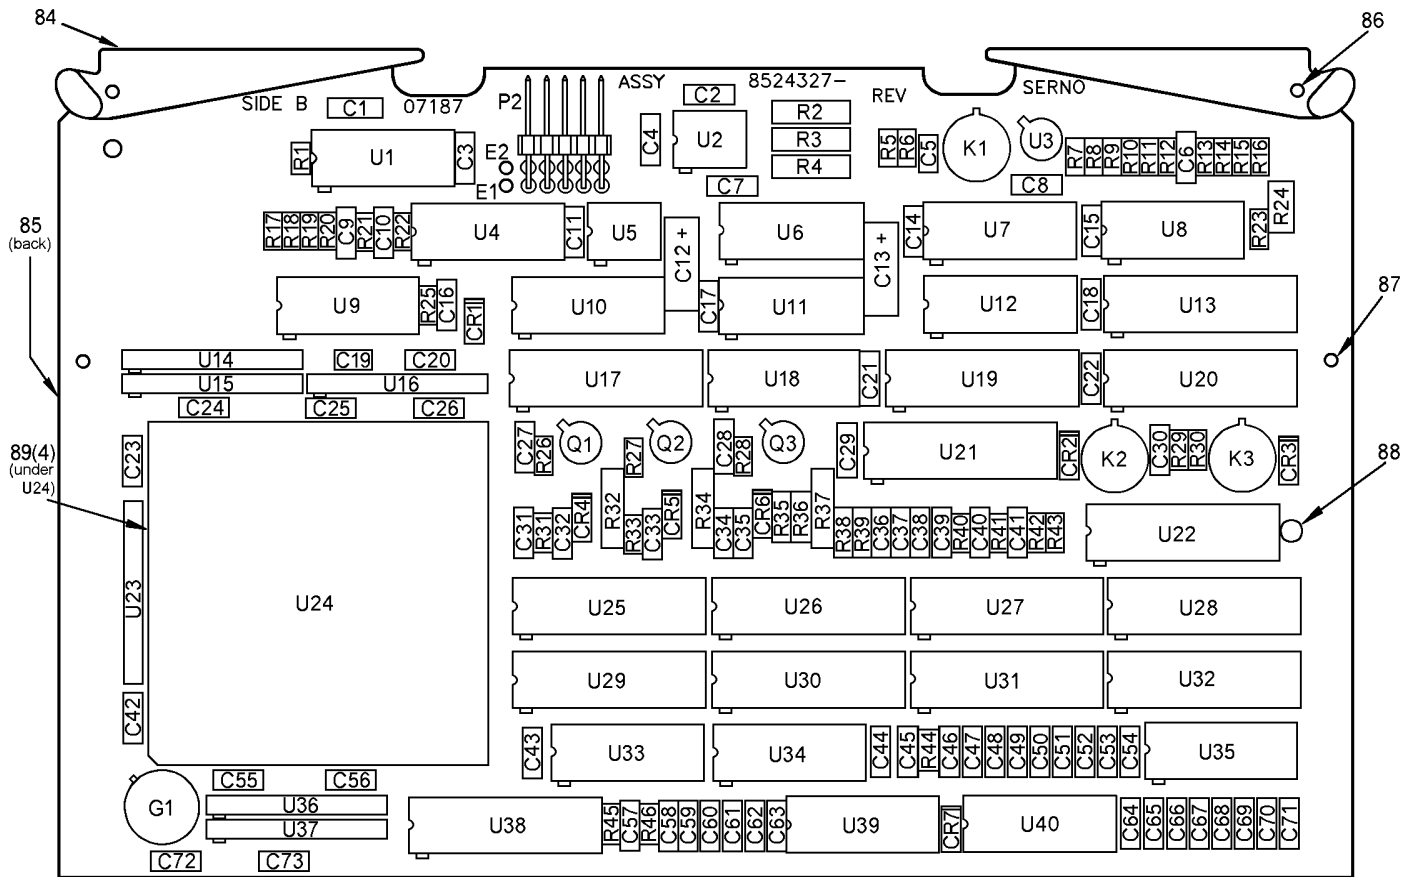 84
86
SIDE B
C1
07187
P2
ASSY
C2
8524327-
REV
SERNO
R1
U1
C3
E2
E1
C4
U2
C7
R2
R3
R4
R5
R6
C5
K1
U3
C8
R7
R8
R9
R10
R11
R12
C6
R13
R14
R15
R16
85
(back)
R17
R18
R19
R20
C9
R21
C10
R22
U4
C11
U5
C12 +
U6
C13 +
C14
U7
C15
U8
R23
R24
U9
R25
C16
CR1
U10
C17
U11
U12
C18
U13
87
U14
C19
C20
U15
U16
U17
U18
C21
U19
C22
U20
C24
C25
C26
89(4)
(under
U24)
C23
C27
R26
Q1
R27
Q2
C28
R28
Q3
C29
U21
CR2
K2
C30
R29
R30
K3
CR3
88
C31
R31
C32
CR4
R32
R33
C33
CR5
R34
C34
C35
CR6
R35
R36
R37
R38
R39
C36
C37
C38
C39
R40
C40
R41
C41
R42
R43
U22
U23
U24
U25
U26
U27
U28
U29
U30
U31
U32
C42
C43
U33
U34
C44
C45
R44
C46
C47
C48
C49
C50
C51
C52
C53
C54
U35
C55
C56
G1
U36
U37
U38
R45
C57
R46
C58
C59
C60
C61
C62
C63
U39
CR7
U40
C64
C65
C66
C67
C68
C69
C70
C71
C72
C73